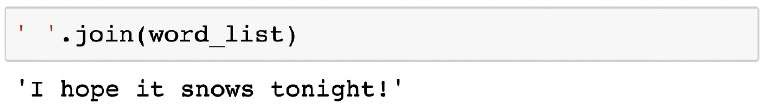 ' '.join(word_list)
'I hope it snows tonight!'